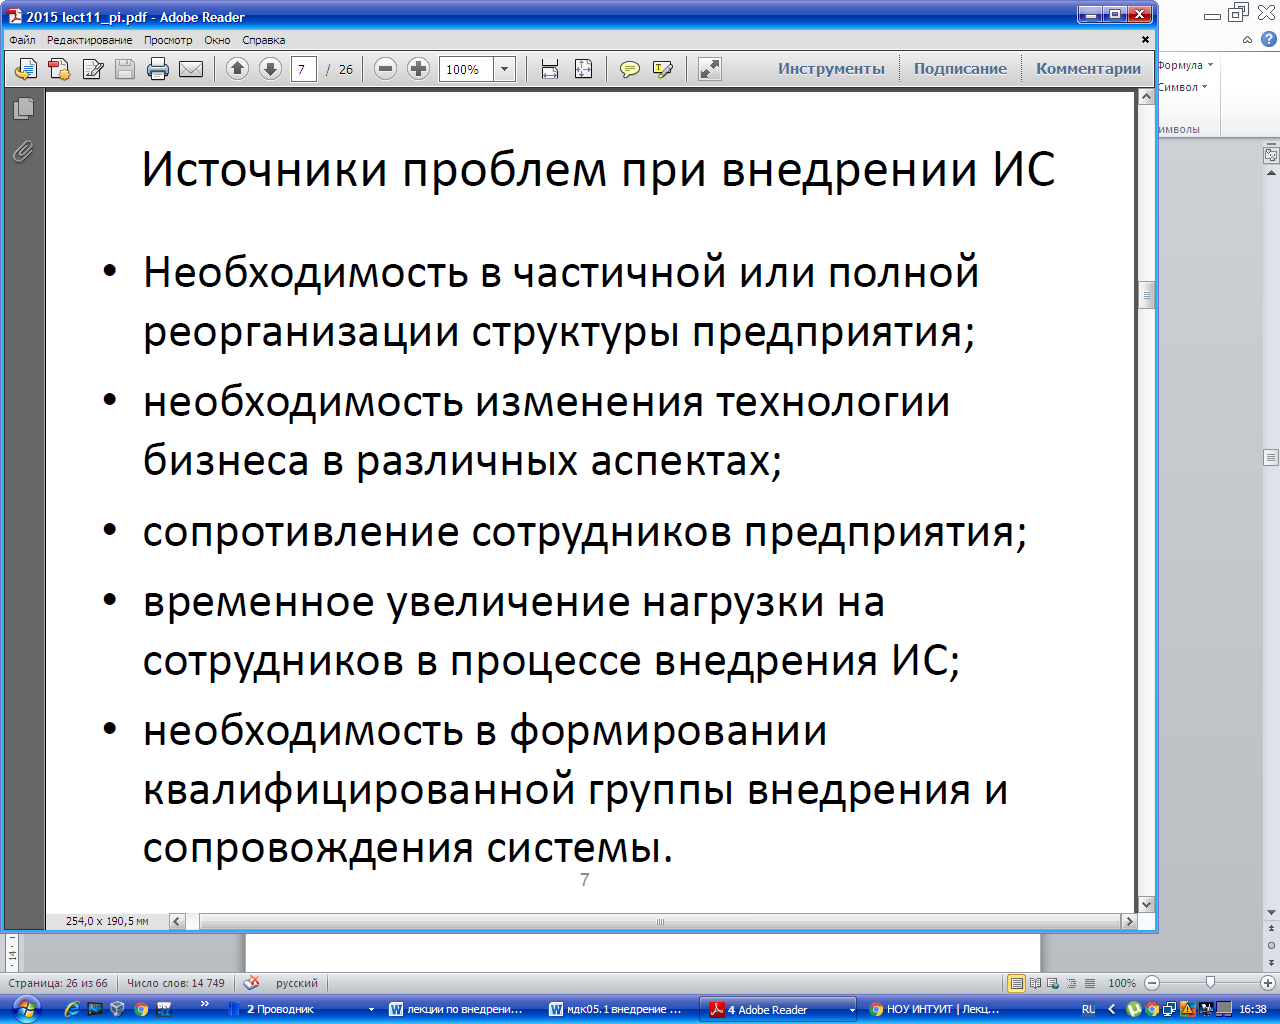 2015 lect11_pi.pdf - Adobe Reader
Файл Редактирование Просмотр Окно Справка
7 / 26 100% Инструменты Подписание Комментарии
Формула
Символ
имволы
Источники проблем при внедрении ИС
• Необходимость в частичной или полной
реорганизации структуры предприятия;
• необходимость изменения технологии
бизнеса в различных аспектах;
• сопротивление сотрудников предприятия;
• временное увеличение нагрузки на
сотрудников в процессе внедрения ИС;
• необходимость в формировании
квалифицированной группы внедрения и
сопровождения системы.
7
254,0 x 190,5 мм
14
Страница: 26 из 66 Число слов: 14 749 русский 100%
2 Проводник лекции по внедрени... мдк05.1 внедрение ... 4 Adobe Reader НОУ ИНТУИТ | Лекц... RL 16:38